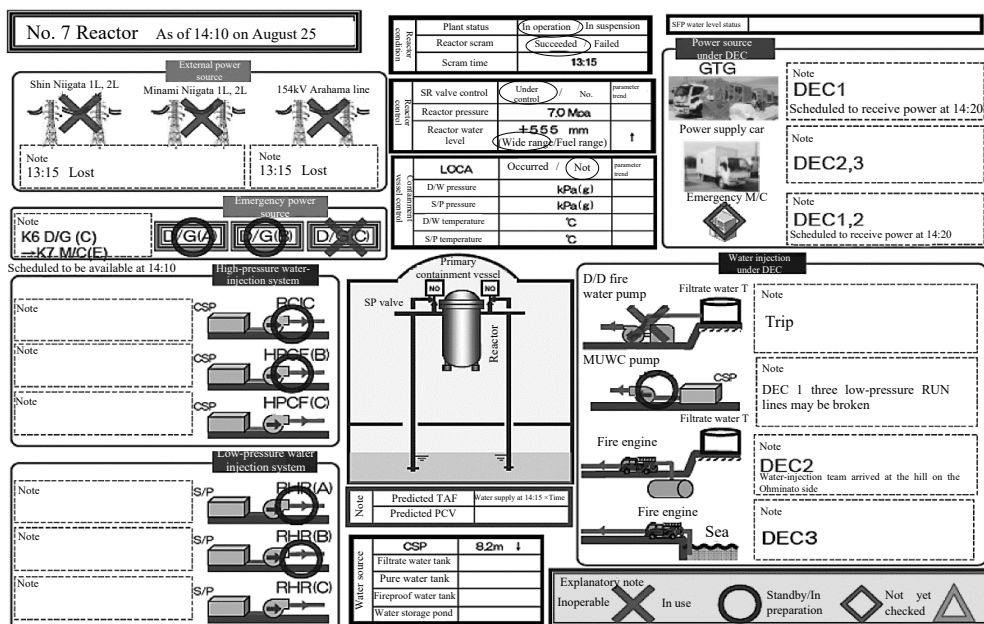 No. 7 Reactor As of 14:10 on August 25
External power source
Shin Niigata 1L, 2L
Minami Niigata 1L, 2L
154kV Arahama line
Note
13:15 Lost
Note
13:15 Lost
Emergency power source
Note
K6 D/G (C)
→K7 M/C(E)
D/G(A)
D/G(B)
D/G(C)
Scheduled to be available at 14:10
High-pressure water-injection system
Note
CSP
RCIC
Note
CSP
HPCF(B)
Note
CSP
HPCF(C)
Low-pressure water injection system
Note
S/P
RHR(A)
Note
S/P
RHR(B)
Note
S/P
RHR(C)
Reactor condition
Plant status
In operation / In suspension
Reactor scram
Succeeded / Failed
Scram time
13:15
Reactor control
SR valve control
Under control / No.
parameter trend
Reactor pressure
7.0 Mpa
Reactor water level
+555 mm
(Wide range/Fuel range)
↑
Containment vessel control
LOCA
Occurred / Not
parameter trend
D/W pressure
kPa(g)
S/P pressure
kPa(g)
D/W temperature
℃
S/P temperature
℃
Primary containment vessel
SP valve
NO
NO
Reactor
Note
Predicted TAF
Water supply at 14:15 ×Time
Predicted PCV
Water source
CSP
8.2m ↓
Filtrate water tank
Pure water tank
Fireproof water tank
Water storage pond
SFP water level status
Power source under DEC
GTG
Note
DEC1
Scheduled to receive power at 14:20
Power supply car
DEC2,3
Emergency M/C
Note
DEC1,2
Scheduled to receive power at 14:20
Water injection under DEC
D/D fire water pump
Filtrate water T
Note
Trip
MUWC pump
CSP
Note
DEC 1 three low-pressure RUN lines may be broken
Filtrate water T
Fire engine
Note
DEC2
Water-injection team arrived at the hill on the Ohminato side
Fire engine
Sea
Note
DEC3
Explanatory note
Inoperable
In use
Standby/In preparation
Not yet checked